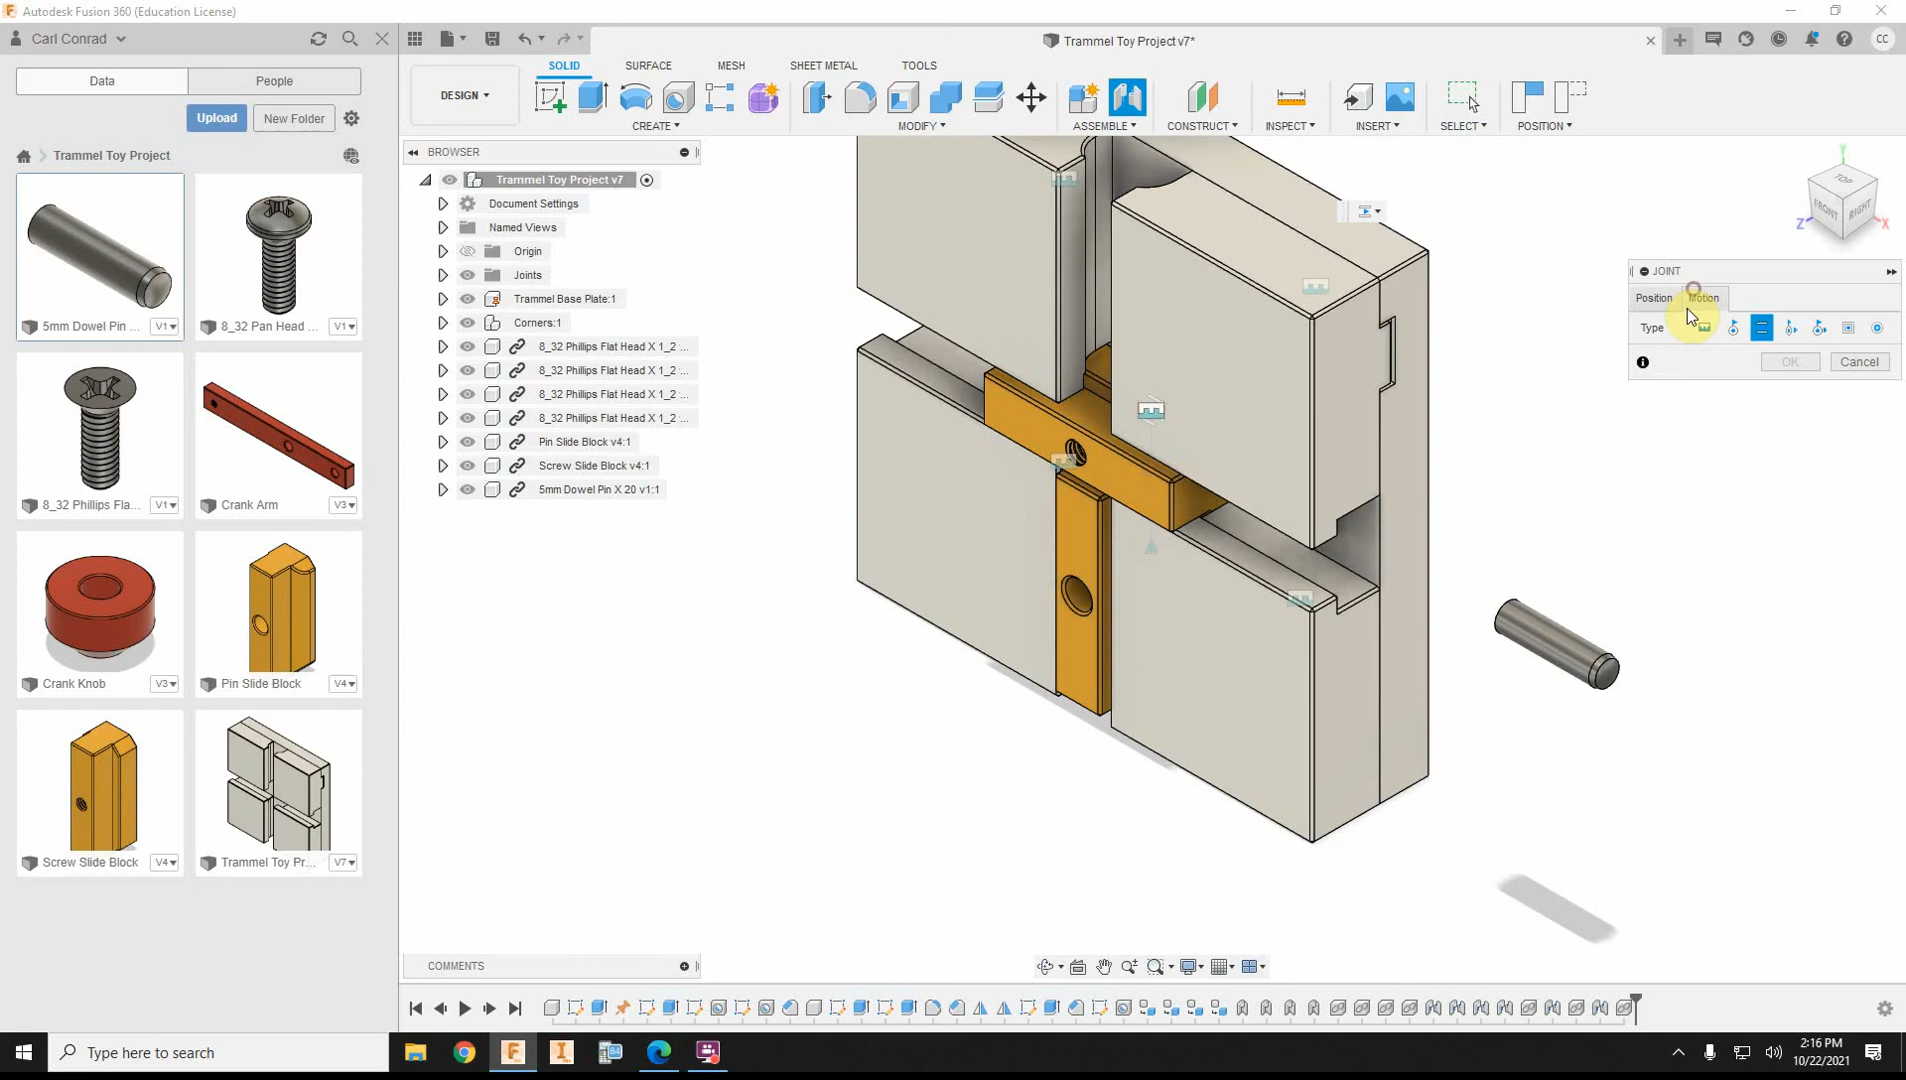 Autodesk Fusion 360 (Education License)
Carl Conrad
Trammel Toy Project v7*
CC
Data
People
Upload
New Folder
Trammel Toy Project
5mm Dowel Pin ...
V1
8_32 Pan Head ...
V1
8_32 Phillips Fla...
V1
Crank Arm
V3
Crank Knob
V3
Pin Slide Block
V4
Screw Slide Block
V4
Trammel Toy Pr...
V7
DESIGN
SOLID
SURFACE
MESH
SHEET METAL
TOOLS
CREATE
MODIFY
ASSEMBLE
CONSTRUCT
INSPECT
INSERT
SELECT
POSITION
BROWSER
Trammel Toy Project v7
Document Settings
Named Views
Origin
Joints
Trammel Base Plate:1
Corners:1
8_32 Phillips Flat Head X 1_2 ...
8_32 Phillips Flat Head X 1_2 ...
8_32 Phillips Flat Head X 1_2 ...
8_32 Phillips Flat Head X 1_2 ...
Pin Slide Block v4:1
Screw Slide Block v4:1
5mm Dowel Pin X 20 v1:1
Y
TOP
FRONT
RIGHT
Z
X
JOINT
Position
Motion
Type
OK
Cancel
COMMENTS
Type here to search
2:16 PM
10/22/2021